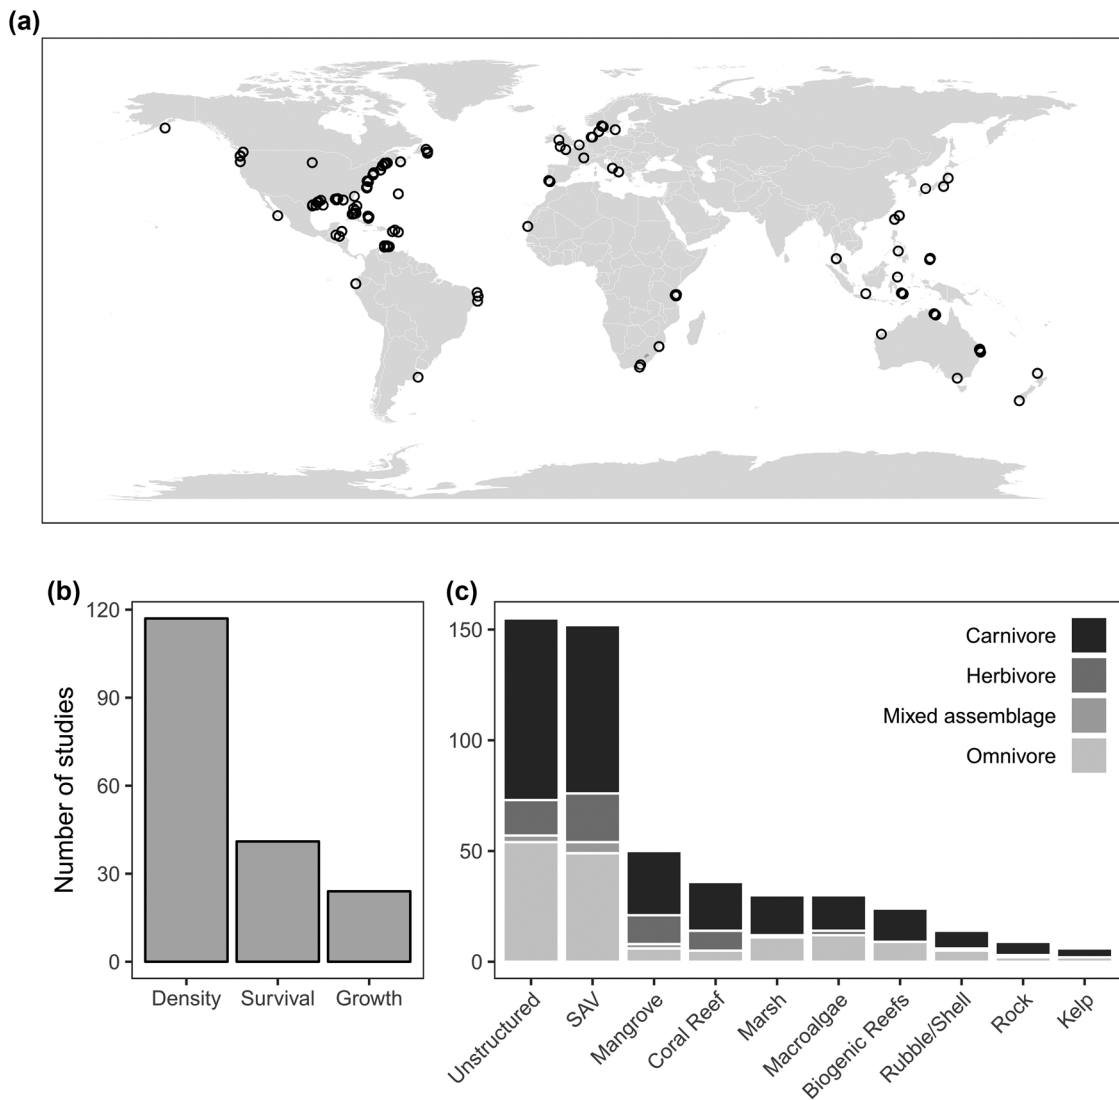 (a)
(b)
Number of studies
120
90
60
30
0
Density
Survival
Growth
(c)
150
100
50
0
Carnivore
Herbivore
Mixed assemblage
Omnivore
Unstructured
SAV
Mangrove
Coral Reef
Marsh
Macroalgae
Biogenic Reefs
Rubble/Shell
Rock
Kelp